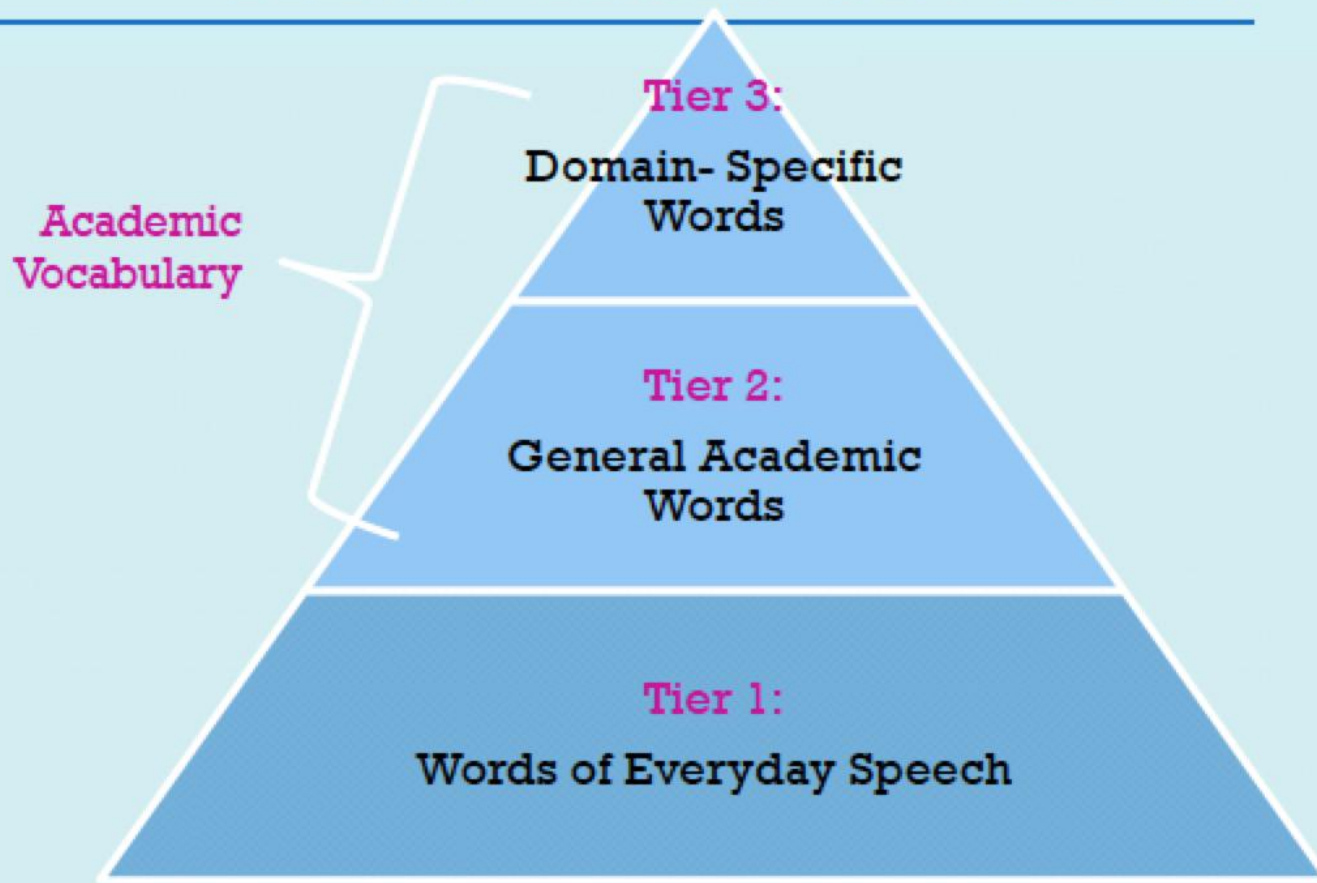 Tier 3:
Domain- Specific
Words
Academic
Vocabulary
Tier 2:
General Academic
Words
Tier 1:
Words of Everyday Speech